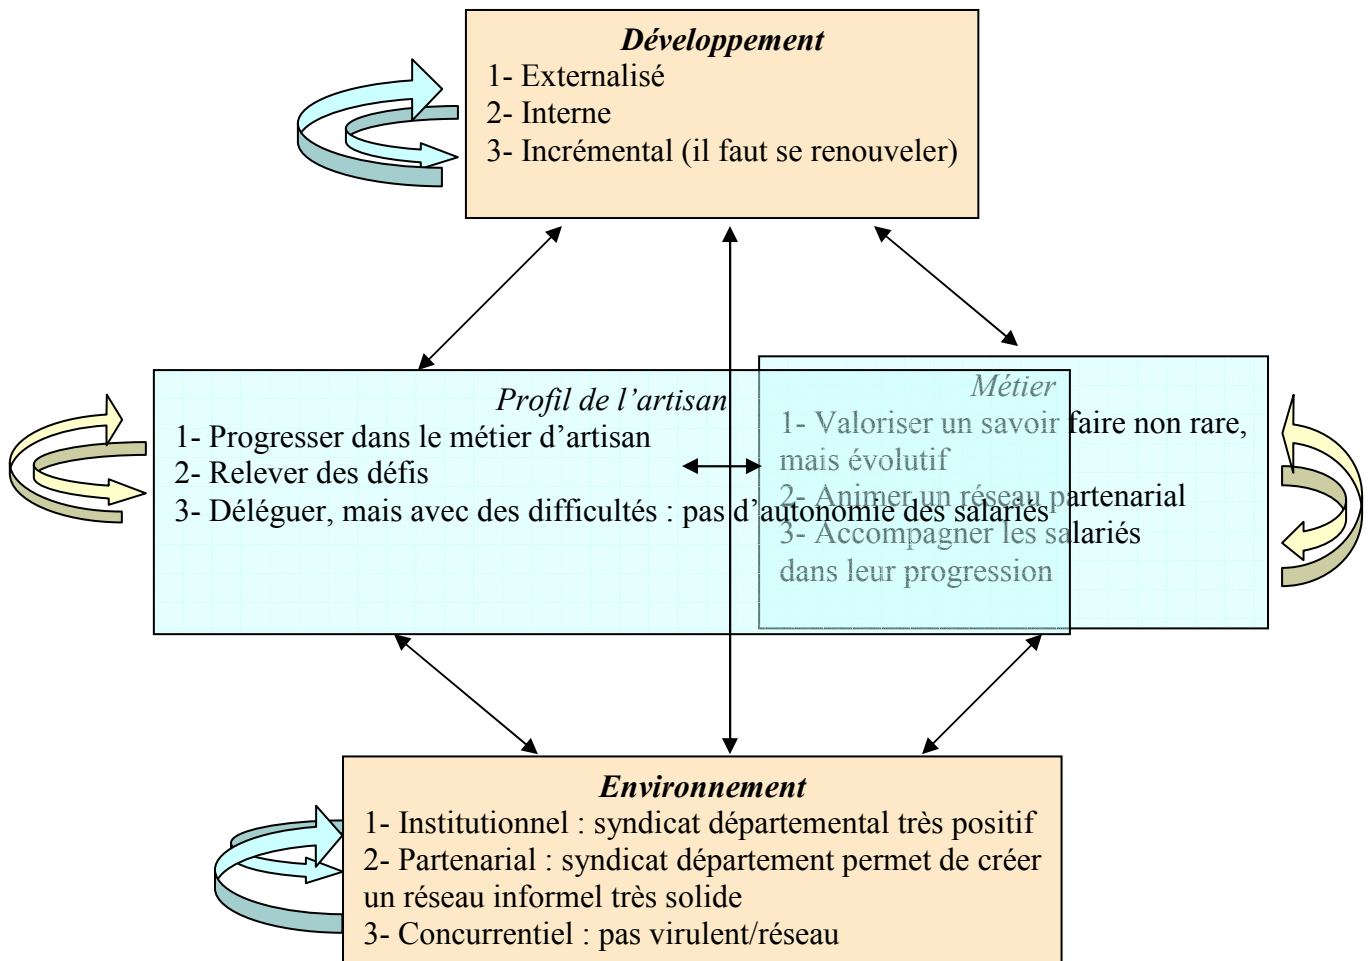 Développement
1- Externalisé
2- Interne
3- Incrémental (il faut se renouveler)
Profil de l'artisan
1- Progresser dans le métier d'artisan
2- Relever des défis
3- Déléguer, mais avec des difficultés : pas d'autonomie des salariés
Métier
1- Valoriser un savoir faire non rare,
mais évolutif
2- Animer un réseau partenarial
3- Accompagner les salariés
dans leur progression
Environnement
1- Institutionnel : syndicat départemental très positif
2- Partenarial : syndicat département permet de créer
un réseau informel très solide
3- Concurrentiel : pas virulent/réseau